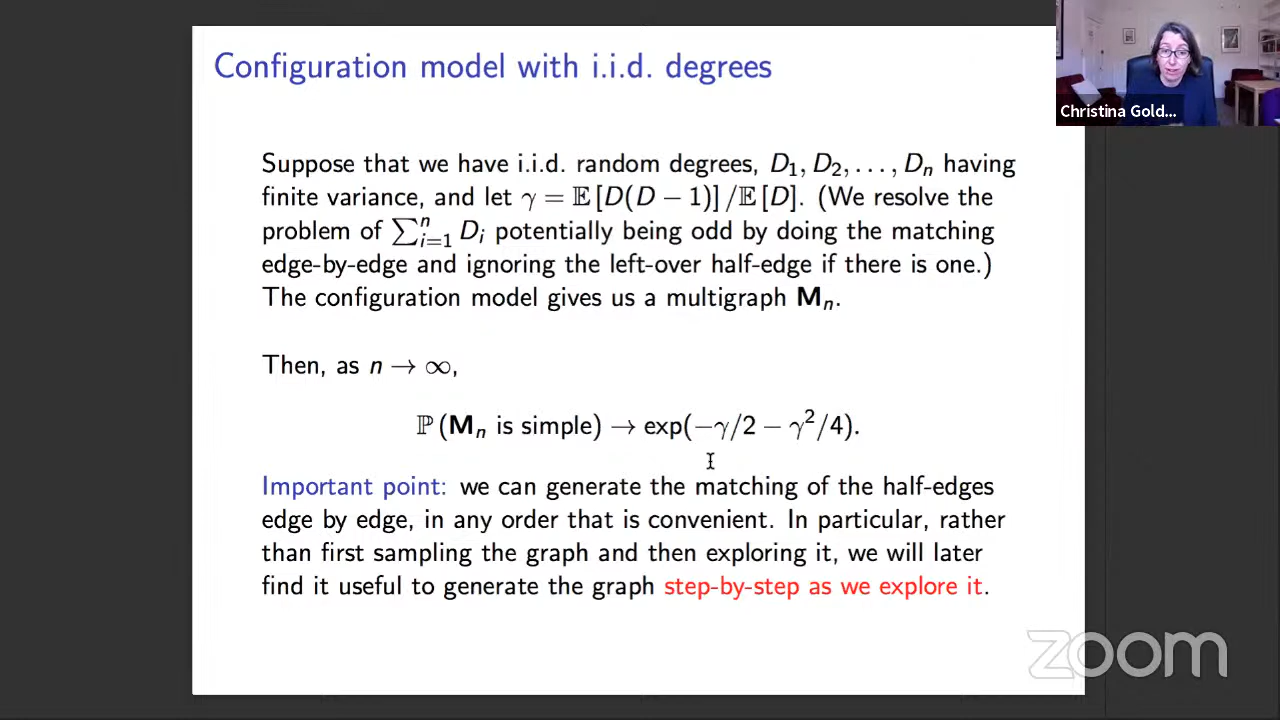 Configuration model with i.i.d. degrees
Christina Gold...
Suppose that we have i.i.d. random degrees, D₁, D₂, . . . , Dₙ having
finite variance, and let γ = 𝔼 [D(D − 1)] /𝔼 [D]. (We resolve the
problem of ∑ⁿᵢ₌₁ Dᵢ potentially being odd by doing the matching
edge-by-edge and ignoring the left-over half-edge if there is one.)
The configuration model gives us a multigraph 𝐌ₙ.
Then, as n → ∞,
ℙ (𝐌ₙ is simple) → exp(−γ/2 − γ²/4).
Important point: we can generate the matching of the half-edges
edge by edge, in any order that is convenient. In particular, rather
than first sampling the graph and then exploring it, we will later
find it useful to generate the graph step-by-step as we explore it.
zoom